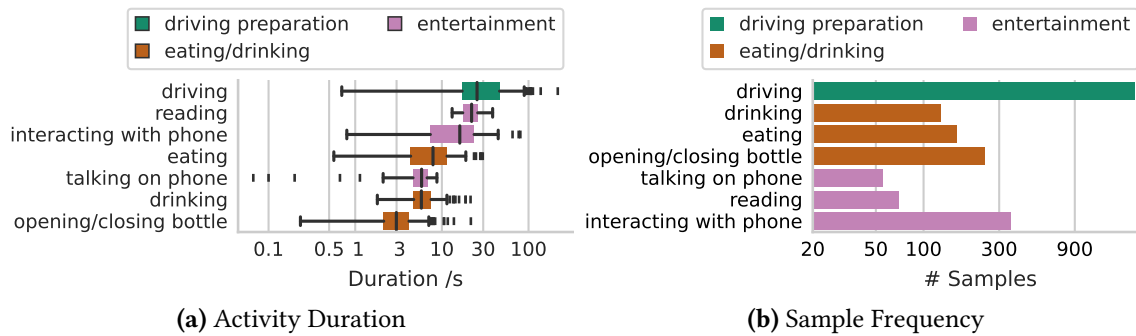 driving preparation entertainment
eating/drinking
driving
reading
interacting with phone
eating
talking on phone
drinking
opening/closing bottle
0.1 0.5 1 3 10 30 100
Duration /s
(a) Activity Duration
driving preparation entertainment
eating/drinking
driving
drinking
eating
opening/closing bottle
talking on phone
reading
interacting with phone
20 50 100 300 900
# Samples
(b) Sample Frequency